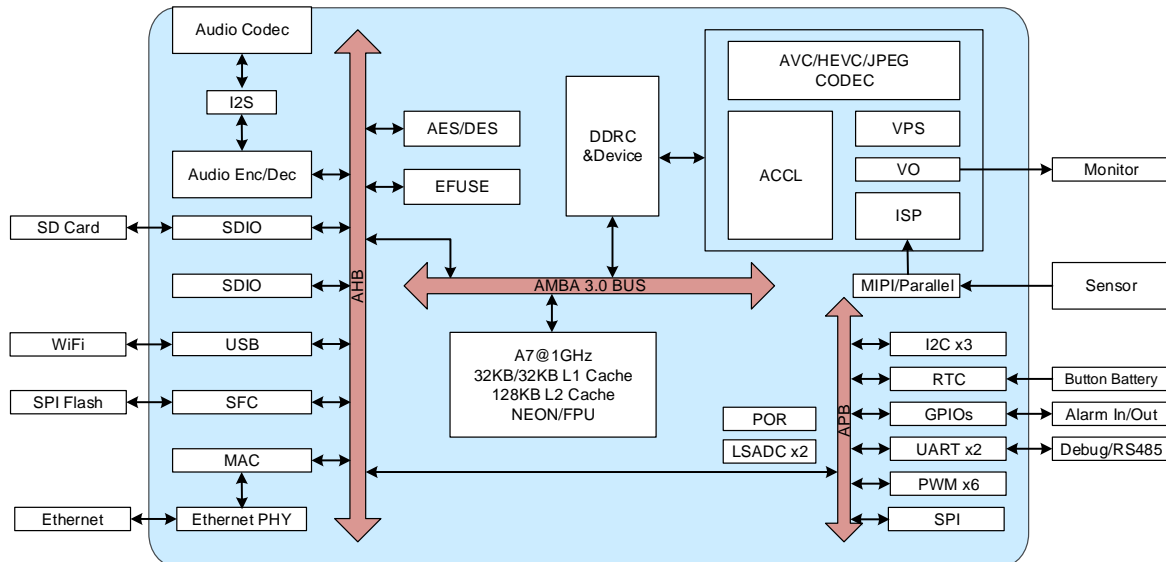 Audio Codec
I2S
Audio Enc/Dec
SD Card
SDIO
SDIO
WiFi
USB
SPI Flash
SFC
MAC
Ethernet
Ethernet PHY
AHB
AES/DES
EFUSE
DDRC
&Device
AVC/HEVC/JPEG
CODEC
ACCL
VPS
VO
ISP
Monitor
AMBA 3.0 BUS
MIPI/Parallel
Sensor
A7@1GHz
32KB/32KB L1 Cache
128KB L2 Cache
NEON/FPU
POR
LSADC x2
APB
I2C x3
RTC
Button Battery
GPIOs
Alarm In/Out
UART x2
Debug/RS485
PWM x6
SPI